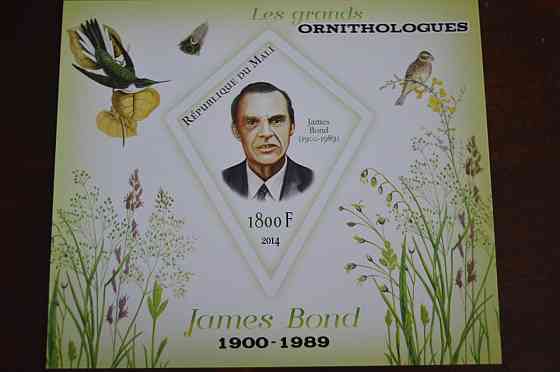 Les grands
ORNITHOLOGUES
RÉPUBLIQUE DU MALI
James
Bond
(1900-1989)
1800 F
2014
James Bond
1900 - 1989